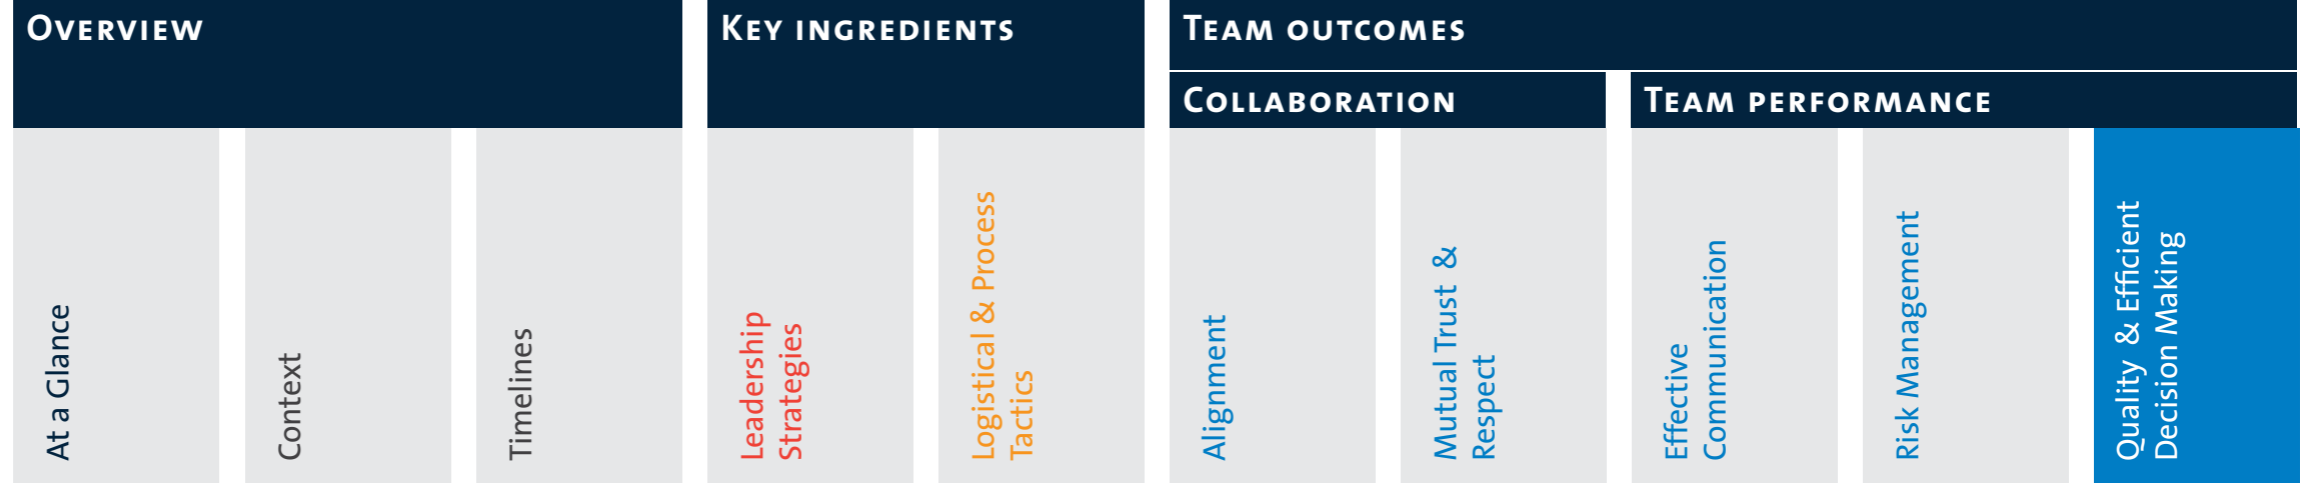 OVERVIEW
KEY INGREDIENTS
TEAM OUTCOMES
COLLABORATION
TEAM PERFORMANCE
At a Glance
Context
Timelines
Leadership
Strategies
Logistical & Process
Tactics
Alignment
Mutual Trust &
Respect
Effective
Communication
Risk Management
Quality & Efficient
Decision Making